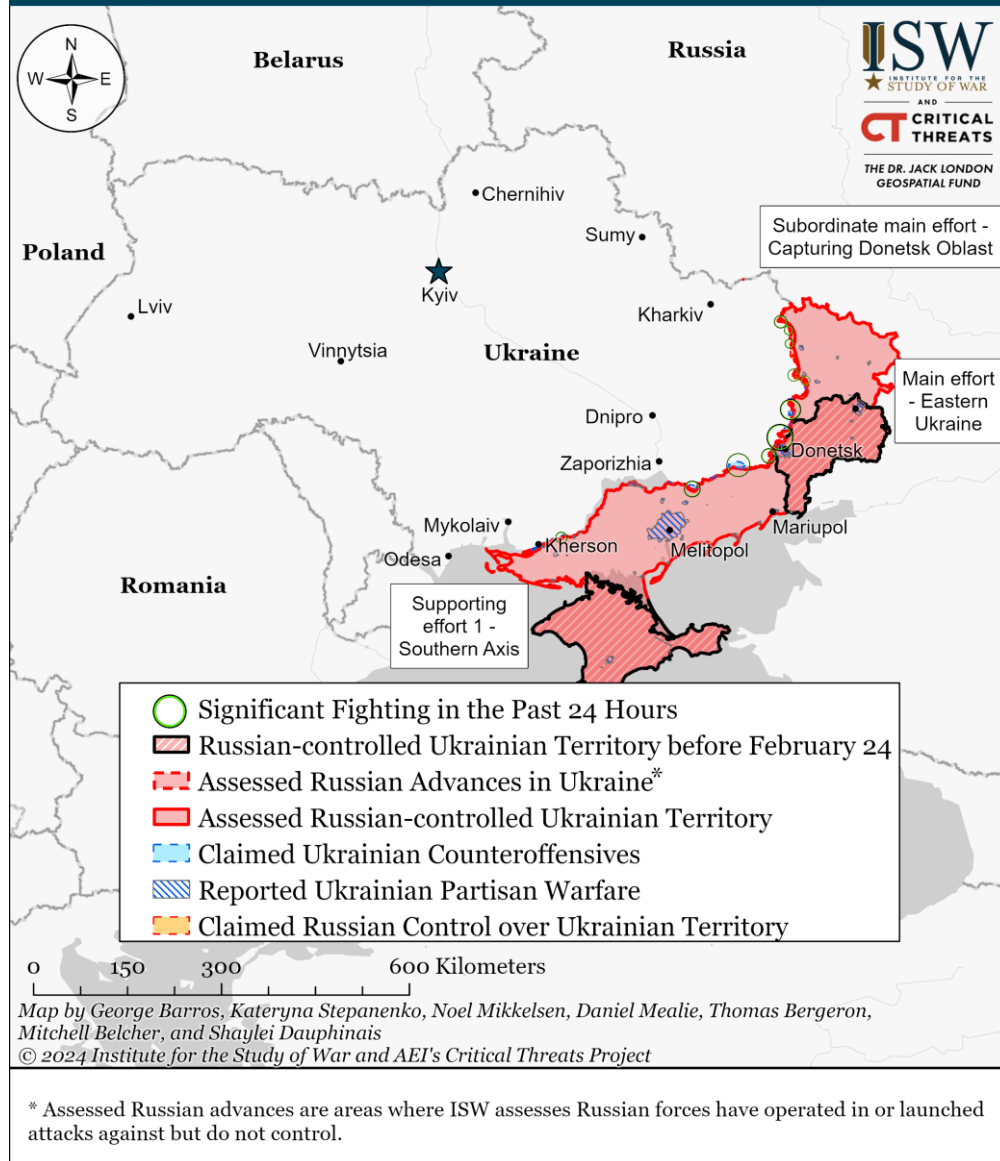 N
W E
S
Belarus
Russia
ISW
INSTITUTE FOR THE
STUDY OF WAR
AND
CT CRITICAL
THREATS
THE DR. JACK LONDON
GEOSPATIAL FUND
Chernihiv
Subordinate main effort -
Capturing Donetsk Oblast
Sumy
Poland
Kyiv
Lviv
Kharkiv
Vinnytsia
Ukraine
Main effort
- Eastern
Ukraine
Dnipro
Donetsk
Zaporizhia
Mykolaiv
Mariupol
Kherson
Melitopol
Odesa
Romania
Supporting
effort 1 -
Southern Axis
Significant Fighting in the Past 24 Hours
Russian-controlled Ukrainian Territory before February 24
Assessed Russian Advances in Ukraine*
Assessed Russian-controlled Ukrainian Territory
Claimed Ukrainian Counteroffensives
Reported Ukrainian Partisan Warfare
Claimed Russian Control over Ukrainian Territory
0 150 300 600 Kilometers
Map by George Barros, Kateryna Stepanenko, Noel Mikkelsen, Daniel Mealie, Thomas Bergeron,
Mitchell Belcher, and Shaylei Dauphinais
© 2024 Institute for the Study of War and AEI's Critical Threats Project
* Assessed Russian advances are areas where ISW assesses Russian forces have operated in or launched
attacks against but do not control.